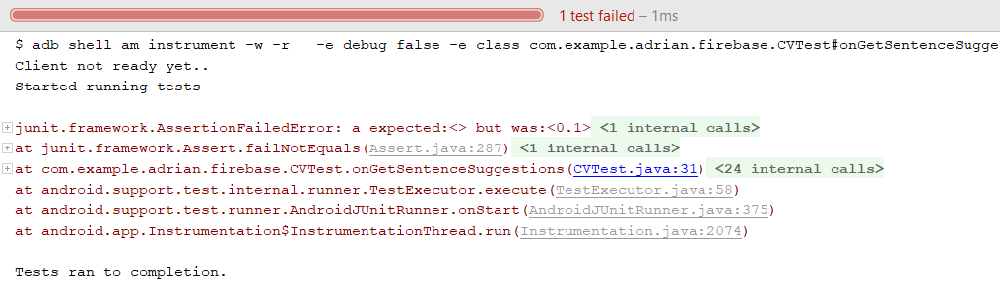 1 test failed – 1ms
$ adb shell am instrument -w -r   -e debug false -e class com.example.adrian.firebase.CVTest#onGetSentenceSugge
Client not ready yet..
Started running tests
junit.framework.AssertionFailedError: a expected:<> but was:<0.1> <1 internal calls>
at junit.framework.Assert.failNotEquals(Assert.java:287) <1 internal calls>
at com.example.adrian.firebase.CVTest.onGetSentenceSuggestions(CVTest.java:31) <24 internal calls>
at android.support.test.internal.runner.TestExecutor.execute(TestExecutor.java:58)
at android.support.test.runner.AndroidJUnitRunner.onStart(AndroidJUnitRunner.java:375)
at android.app.Instrumentation$InstrumentationThread.run(Instrumentation.java:2074)
Tests ran to completion.